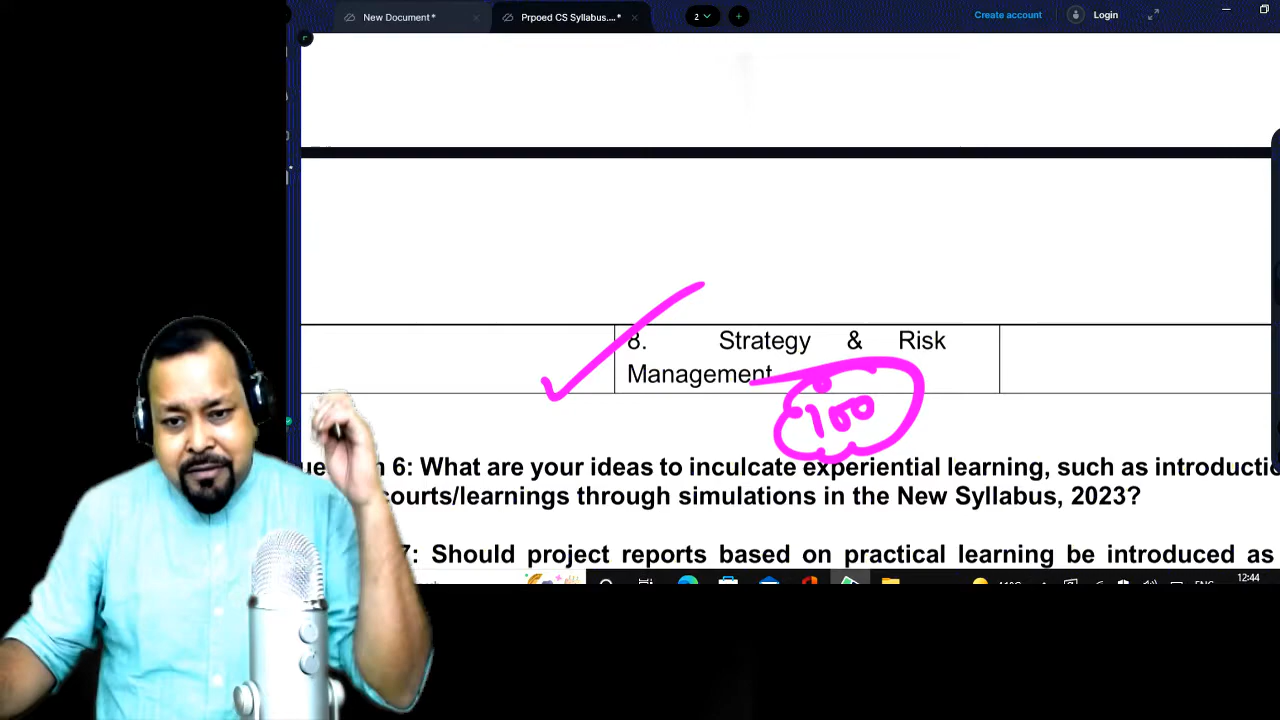 New Document*
Prpoed CS Syllabus....*
2
Create account
Login
8. Strategy & Risk
Management
100
6: What are your ideas to inculcate experiential learning, such as
courts/learnings through simulations in the New Syllabus, 2023?
7: Should project reports based on practical learning be introduced as
ENG
12:44